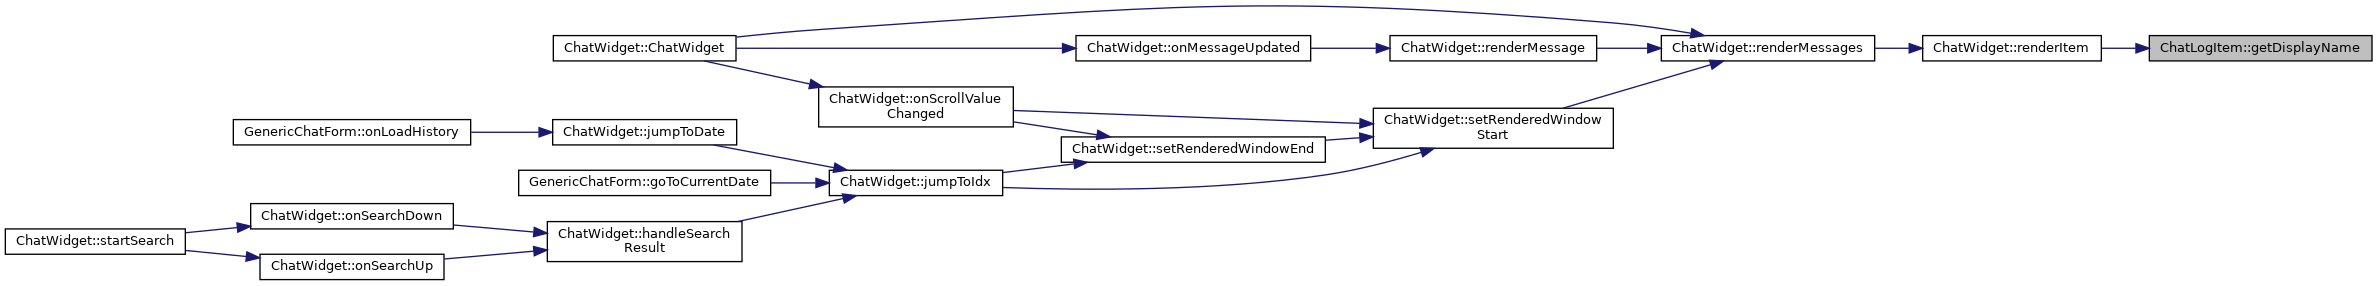 ChatWidget::ChatWidget
ChatWidget::onMessageUpdated
ChatWidget::renderMessage
ChatWidget::renderMessages
ChatWidget::renderItem
ChatLogItem::getDisplayName
ChatWidget::onScrollValue
Changed
ChatWidget::setRenderedWindow
Start
GenericChatForm::onLoadHistory
ChatWidget::jumpToDate
ChatWidget::setRenderedWindowEnd
GenericChatForm::goToCurrentDate
ChatWidget::jumpToIdx
ChatWidget::onSearchDown
ChatWidget::startSearch
ChatWidget::handleSearch
Result
ChatWidget::onSearchUp